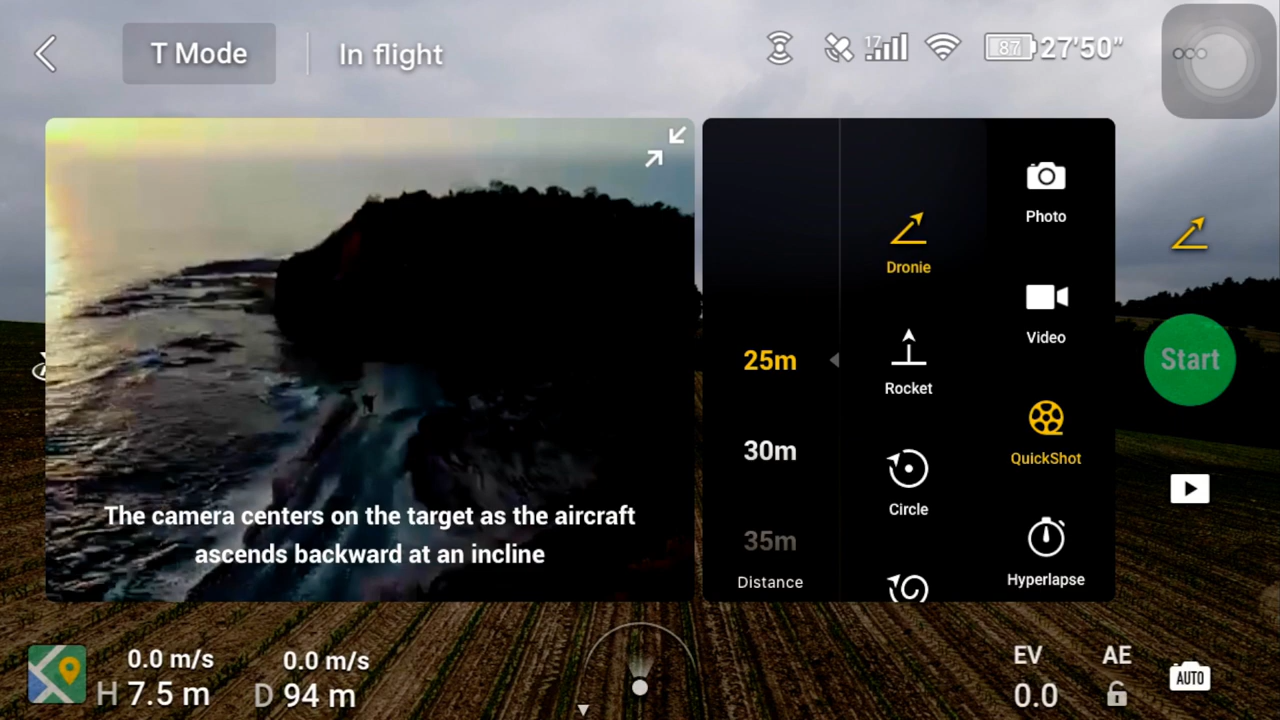 T Mode
In flight
17
87
27'50"
Photo
Dronie
Video
25m
Start
Rocket
30m
QuickShot
Circle
The camera centers on the target as the aircraft
ascends backward at an incline
35m
Distance
Hyperlapse
0.0 m/s
0.0 m/s
H 7.5 m
D 94 m
EV
AE
0.0
AUTO